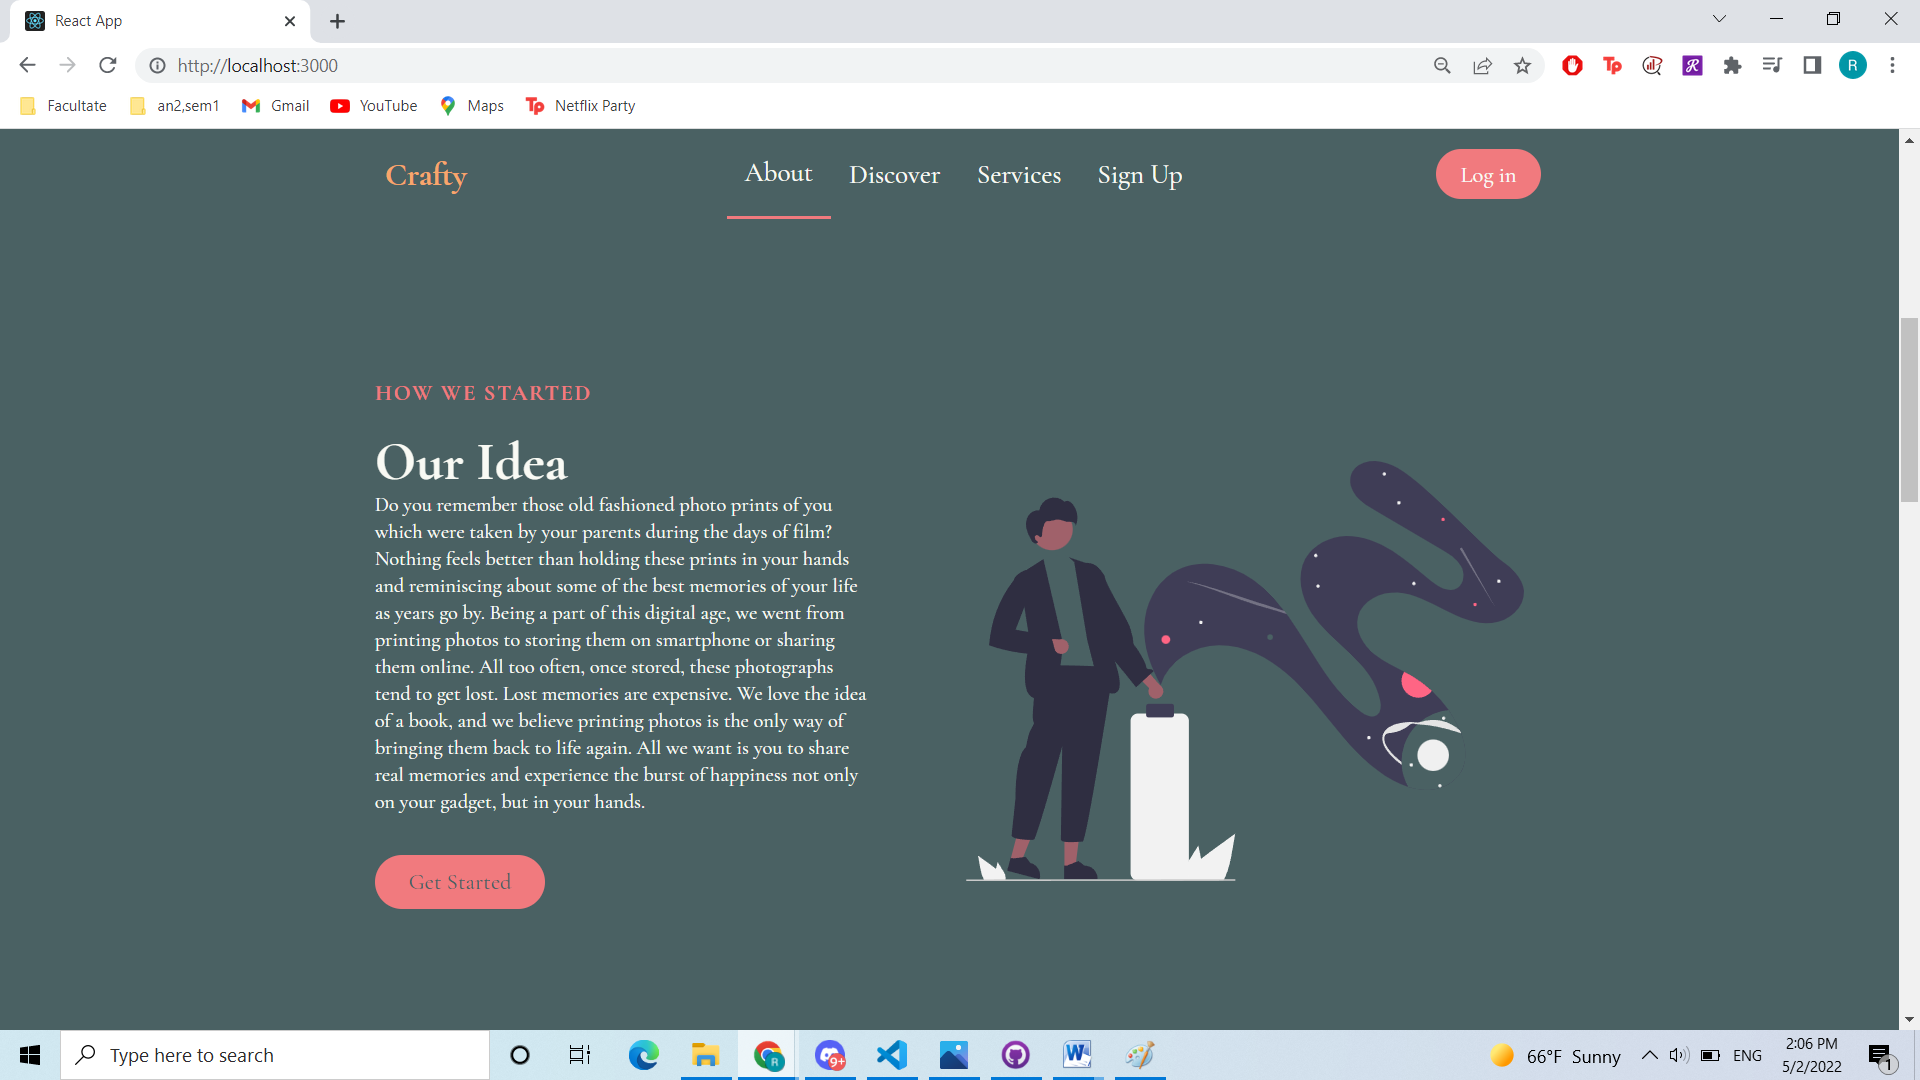 React App
http://localhost:3000
R
Facultate
an2,sem1
Gmail
YouTube
Maps
Tp
Netflix Party
Crafty
About
Discover
Services
Sign Up
Log in
HOW WE STARTED
Our Idea
Do you remember those old fashioned photo prints of you
which were taken by your parents during the days of film?
Nothing feels better than holding these prints in your hands
and reminiscing about some of the best memories of your life
as years go by. Being a part of this digital age, we went from
printing photos to storing them on smartphone or sharing
them online. All too often, once stored, these photographs
tend to get lost. Lost memories are expensive. We love the idea
of a book, and we believe printing photos is the only way of
bringing them back to life again. All we want is you to share
real memories and experience the burst of happiness not only
on your gadget, but in your hands.
Get Started
Type here to search
R
9+
W
66°F Sunny
ENG
2:06 PM
5/2/2022
1